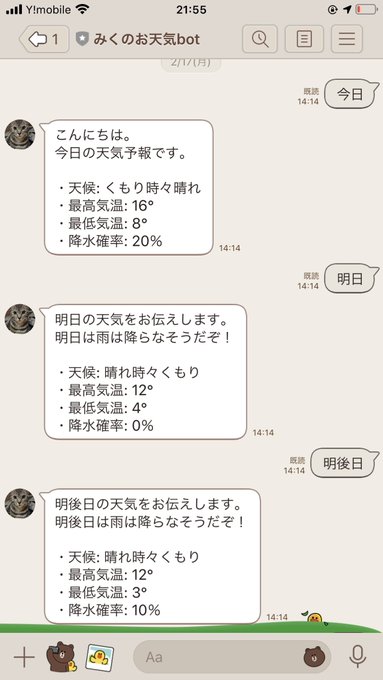 Y!mobile 21:55
1 みくのお天気bot
2/17(月)
既読
14:14
今日
こんにちは。
今日の天気予報です。
・天候: くもり時々晴れ
・最高気温: 16°
・最低気温: 8°
・降水確率: 20%
14:14
既読
14:14
明日
明日の天気をお伝えします。
明日は雨は降らなそうだぞ！
・天候: 晴れ時々くもり
・最高気温: 12°
・最低気温: 4°
・降水確率: 0%
14:14
既読
14:14
明後日
明後日の天気をお伝えします。
明後日は雨は降らなそうだぞ！
・天候: 晴れ時々くもり
・最高気温: 12°
・最低気温: 3°
・降水確率: 10%
14:14
Aa